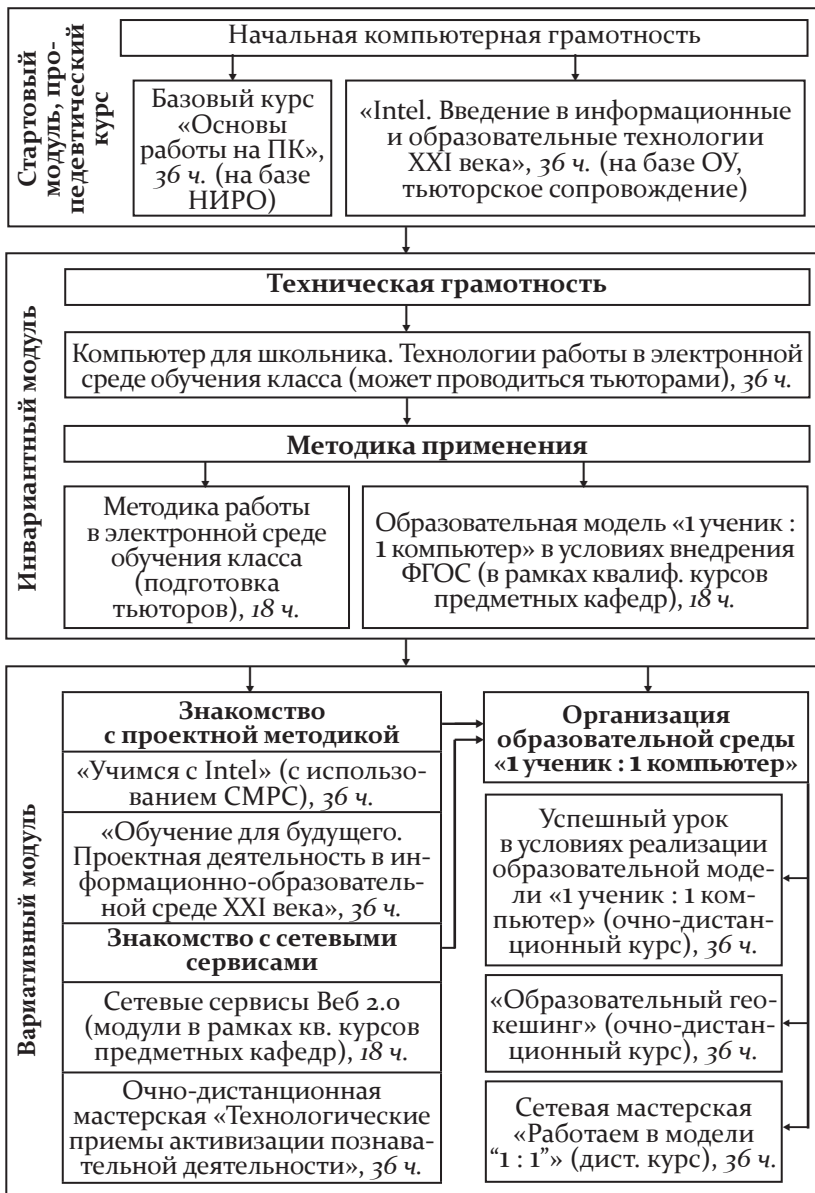 Стартовый
модуль, про-
педевтический
курс
Начальная компьютерная грамотность
Базовый курс
«Основы
работы на ПК»,
36 ч. (на базе
НИРО)
«Intel. Введение в информационные
и образовательные технологии
XXI века», 36 ч. (на базе ОУ,
тьюторское сопровождение)
Инвариантный модуль
Техническая грамотность
Компьютер для школьника. Технологии работы в электронной
среде обучения класса (может проводиться тьюторами), 36 ч.
Методика применения
Методика работы
в электронной среде
обучения класса
(подготовка
тьюторов), 18 ч.
Образовательная модель «1 ученик :
1 компьютер» в условиях внедрения
ФГОС (в рамках квалиф. курсов
предметных кафедр), 18 ч.
Вариативный модуль
Знакомство
с проектной методикой
«Учимся с Intel» (с исполь­зо-
ванием СМРС), 36 ч.
«Обучение для будущего.
Проектная деятельность в ин-
формационно-образователь-
ной среде XXI века», 36 ч.
Знакомство с сетевыми
сервисами
Сетевые сервисы Веб 2.0
(модули в рамках кв. курсов
предметных кафедр), 18 ч.
Очно-дистанционная
мастерская «Технологические
приемы активизации познава-
тельной деятельности», 36 ч.
Организация
образовательной среды
«1 ученик : 1 компьютер»
Успешный урок
в условиях реализации
образовательной моде-
ли «1 ученик : 1 ком-
пьютер» (очно-дистан-
ционный курс), 36 ч.
«Образовательный гео-
кешинг» (очно-дистан-
ционный курс), 36 ч.
Сетевая мастерская
«Работаем в модели
“1 : 1”» (дист. курс), 36 ч.